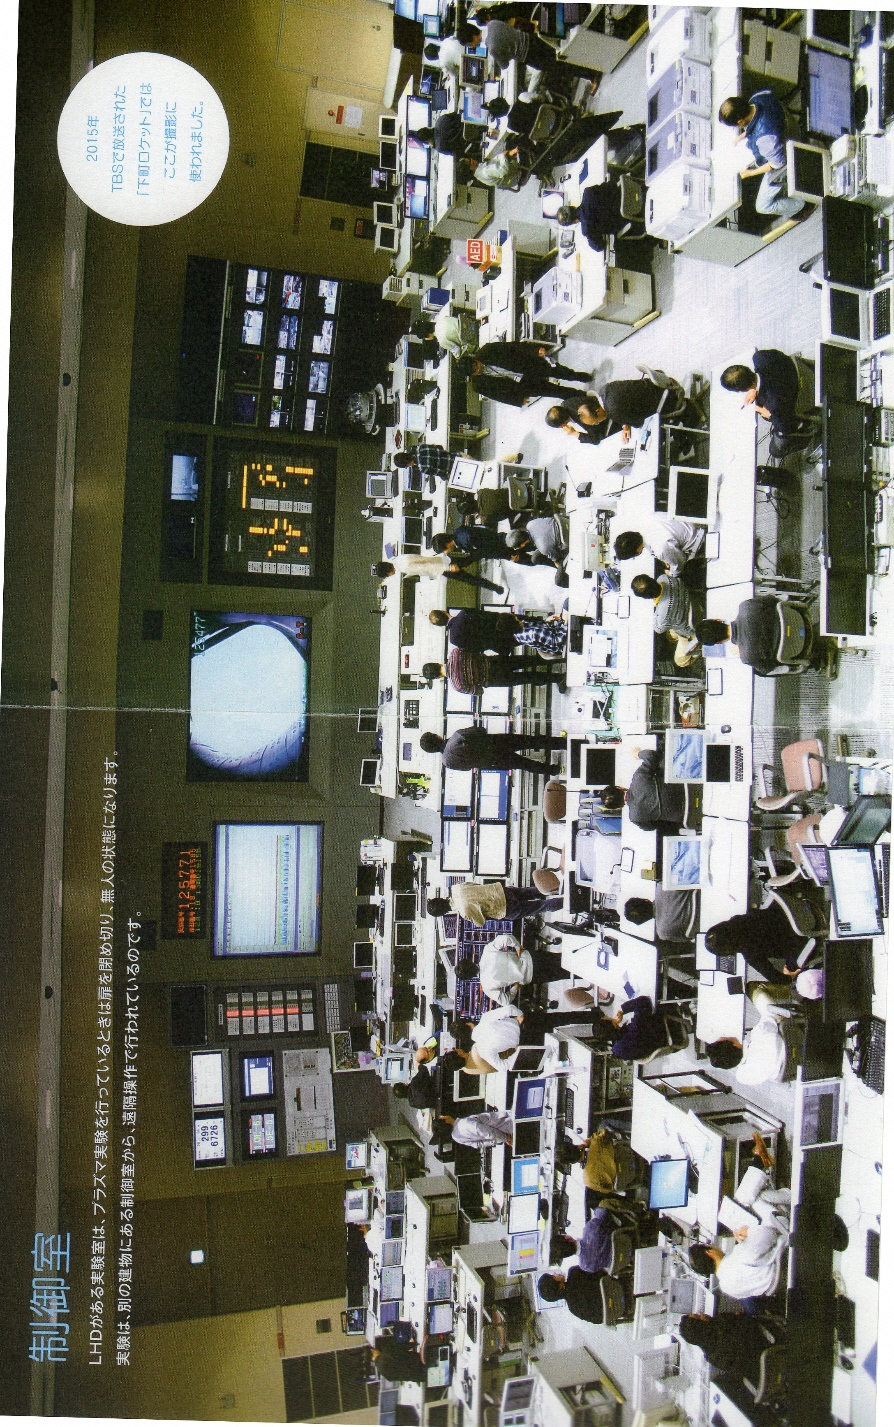 制御室
LHDがある実験室は、プラズマ実験を行っているときは扉を閉め切り、無人の状態になります。
実験は、別の建物にある制御室から、遠隔操作で行われているのです。
2015年
TBSで放送された
「下町ロケット」では
ここが撮影に
使われました。
299
6726
125771
125477
AED